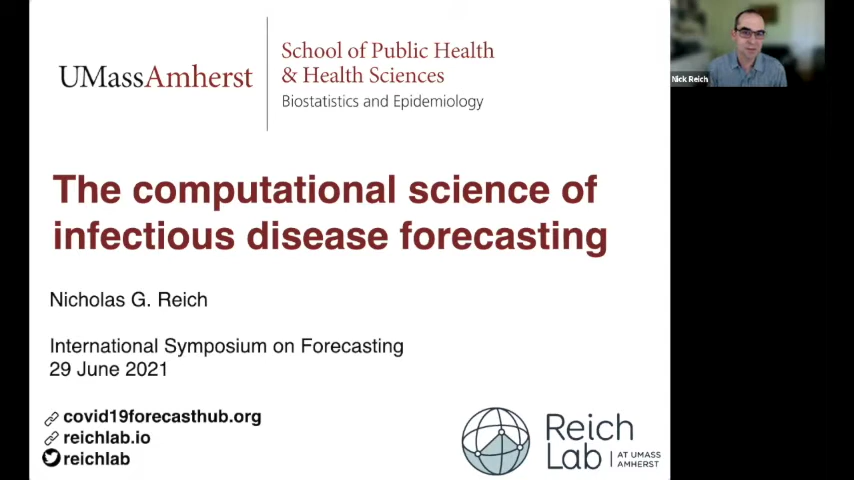 UMassAmherst
School of Public Health
& Health Sciences
Biostatistics and Epidemiology
Nick Reich
The computational science of
infectious disease forecasting
Nicholas G. Reich
International Symposium on Forecasting
29 June 2021
covid19forecasthub.org
reichlab.io
reichlab
Reich
Lab
AT UMASS
AMHERST